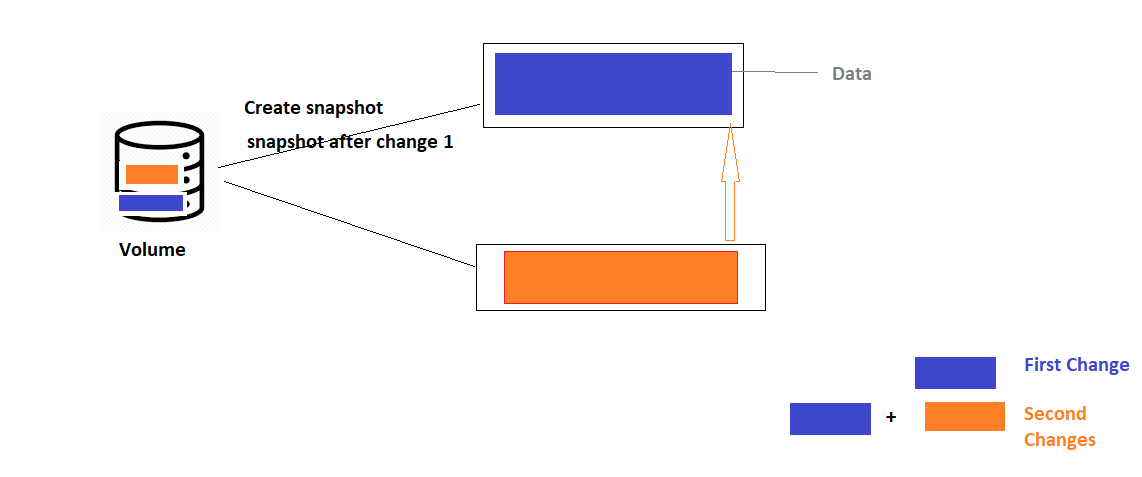 Create snapshot
snapshot after change 1
Data
Volume
First Change
+
Second
Changes